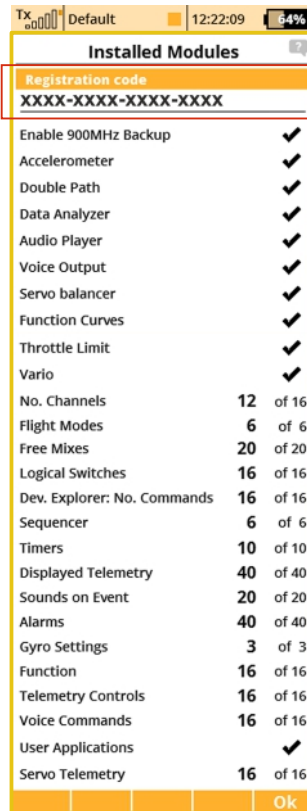 Tx Default 12:22:09 64%
Installed Modules ?
Registration code
XXXX-XXXX-XXXX-XXXX
Enable 900MHz Backup ✔
Accelerometer ✔
Double Path ✔
Data Analyzer ✔
Audio Player ✔
Voice Output ✔
Servo balancer ✔
Function Curves ✔
Throttle Limit ✔
Vario ✔
No. Channels 12 of 16
Flight Modes 6 of 6
Free Mixes 20 of 20
Logical Switches 16 of 16
Dev. Explorer: No. Commands 16 of 16
Sequencer 6 of 6
Timers 10 of 10
Displayed Telemetry 40 of 40
Sounds on Event 20 of 20
Alarms 40 of 40
Gyro Settings 3 of 3
Function 16 of 16
Telemetry Controls 16 of 16
Voice Commands 16 of 16
User Applications ✔
Servo Telemetry 16 of 16
Ok